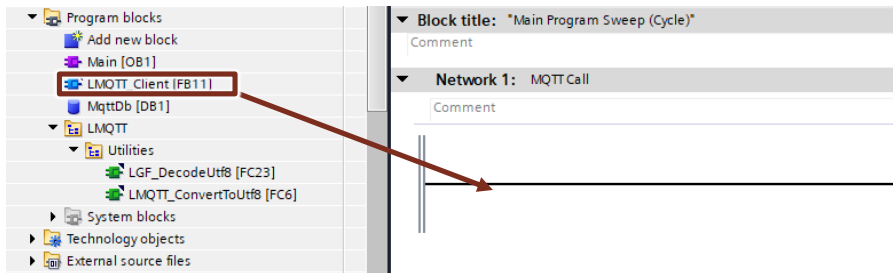 Program blocks
Add new block
Main [OB1]
LMQTT_Client [FB11]
MqttDb [DB1]
LMQTT
Utilities
LGF_DecodeUtf8 [FC23]
LMQTT_ConvertToUtf8 [FC6]
System blocks
Technology objects
External source files
Block title: "Main Program Sweep (Cycle)"
Comment
Network 1: MQTT Call
Comment